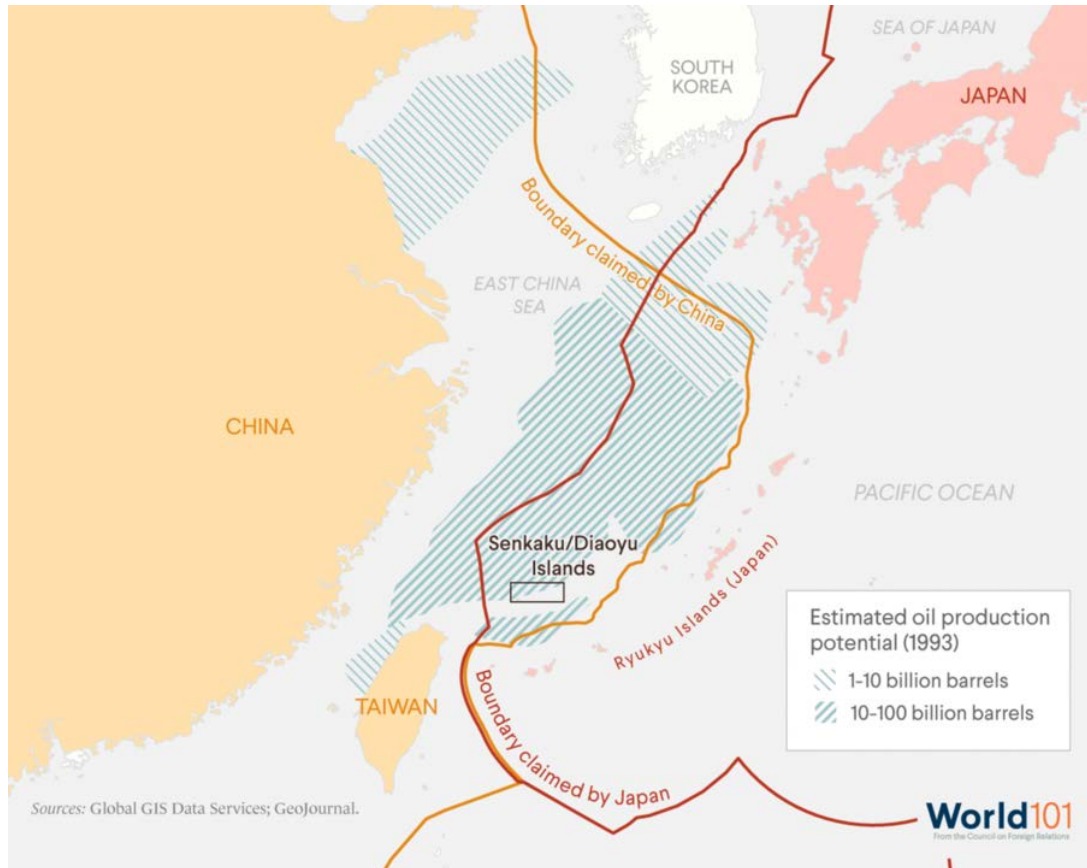 SEA OF JAPAN
SOUTH
KOREA
JAPAN
Boundary claimed by China
EAST CHINA
SEA
CHINA
PACIFIC OCEAN
Senkaku/Diaoyu
Islands
Ryukyu Islands (Japan)
Estimated oil production
potential (1993)
1-10 billion barrels
10-100 billion barrels
TAIWAN
Boundary claimed by Japan
Sources: Global GIS Data Services; GeoJournal.
World101
From the Council on Foreign Relations